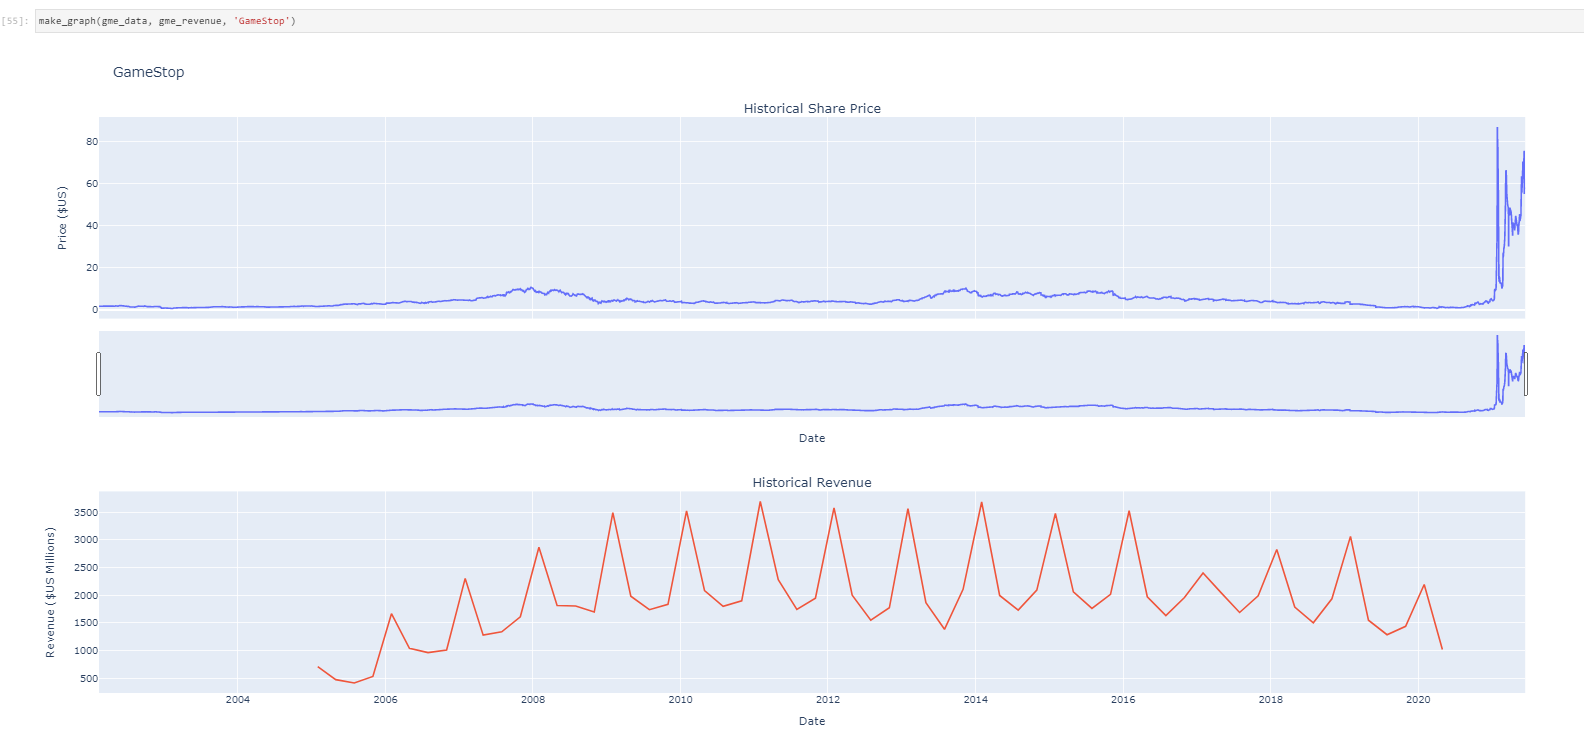 [55]: make_graph(gme_data, gme_revenue, 'GameStop')
GameStop
Historical Share Price
Price ($US)
80
60
40
20
0
Date
Historical Revenue
Revenue ($US Millions)
3500
3000
2500
2000
1500
1000
500
2004 2006 2008 2010 2012 2014 2016 2018 2020
Date